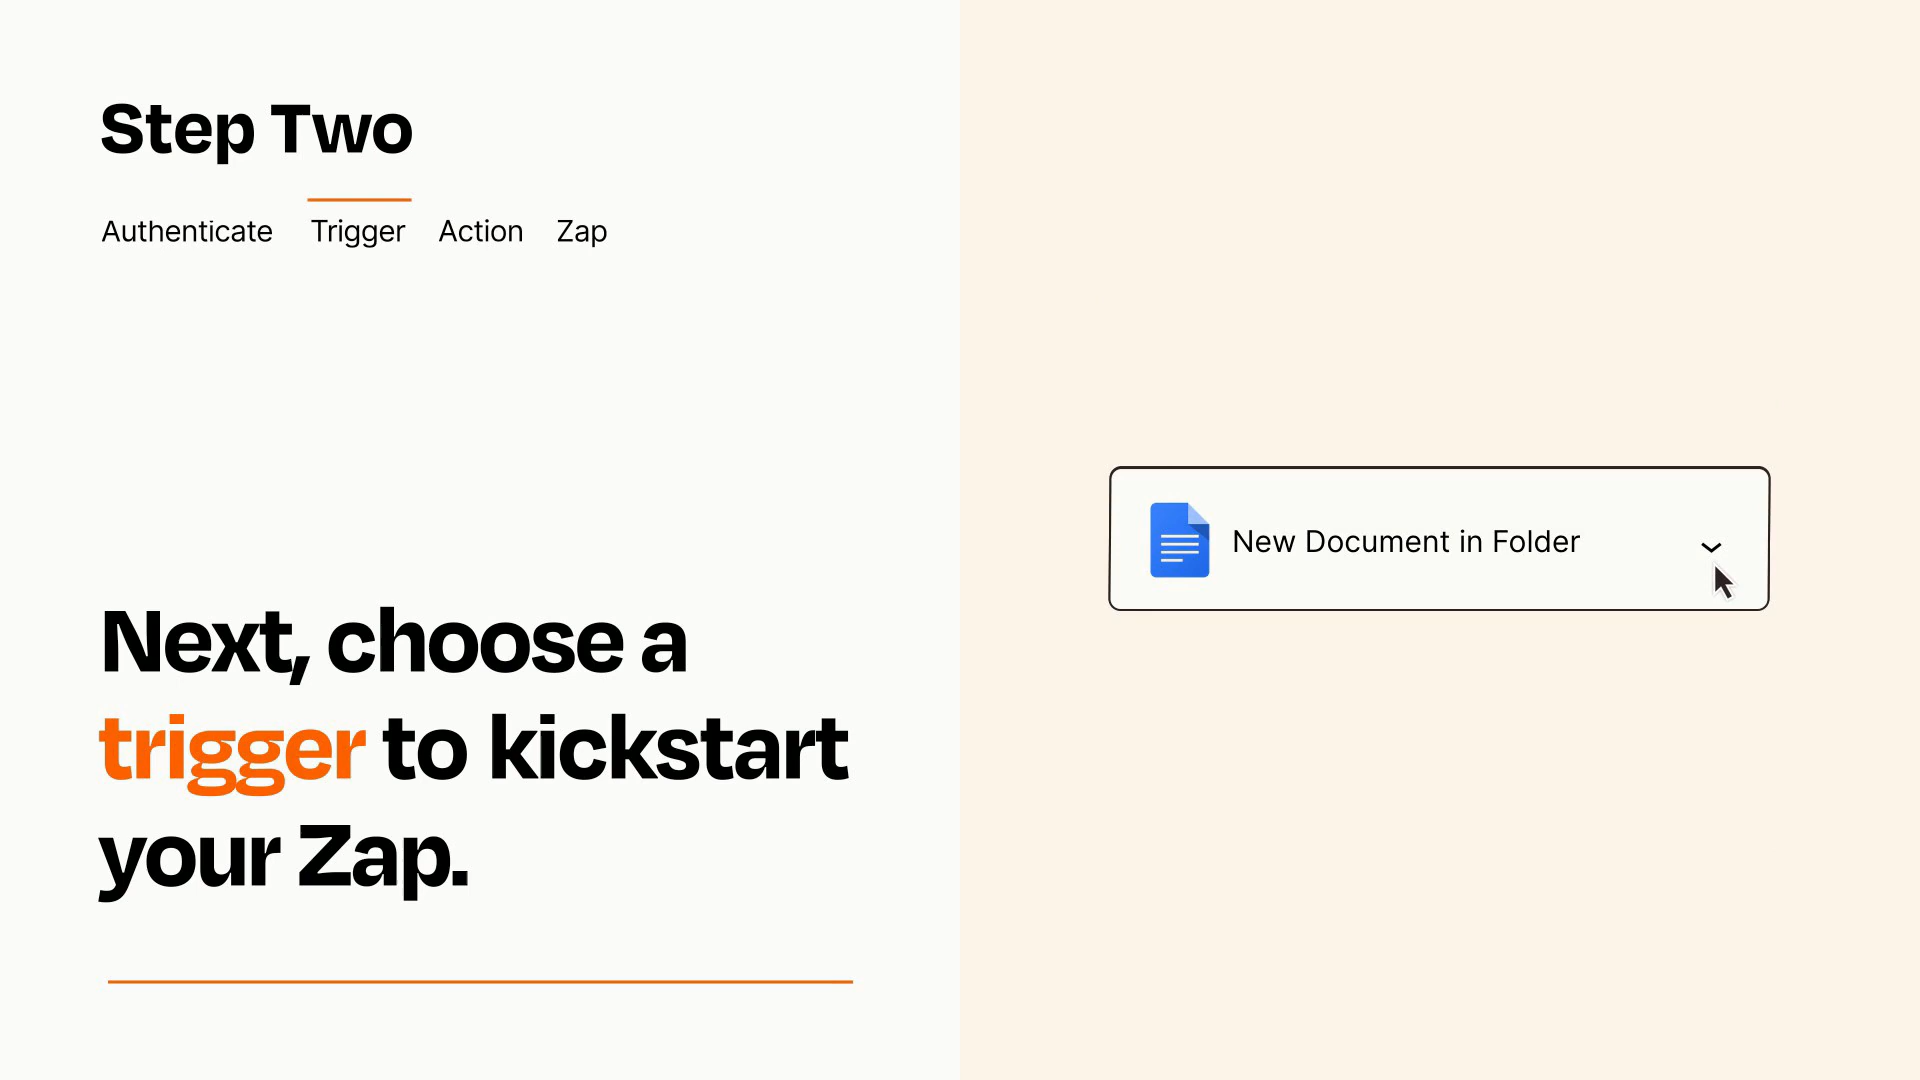 Step Two
Authenticate Trigger Action Zap
Next, choose a
trigger to kickstart
your Zap.
New Document in Folder